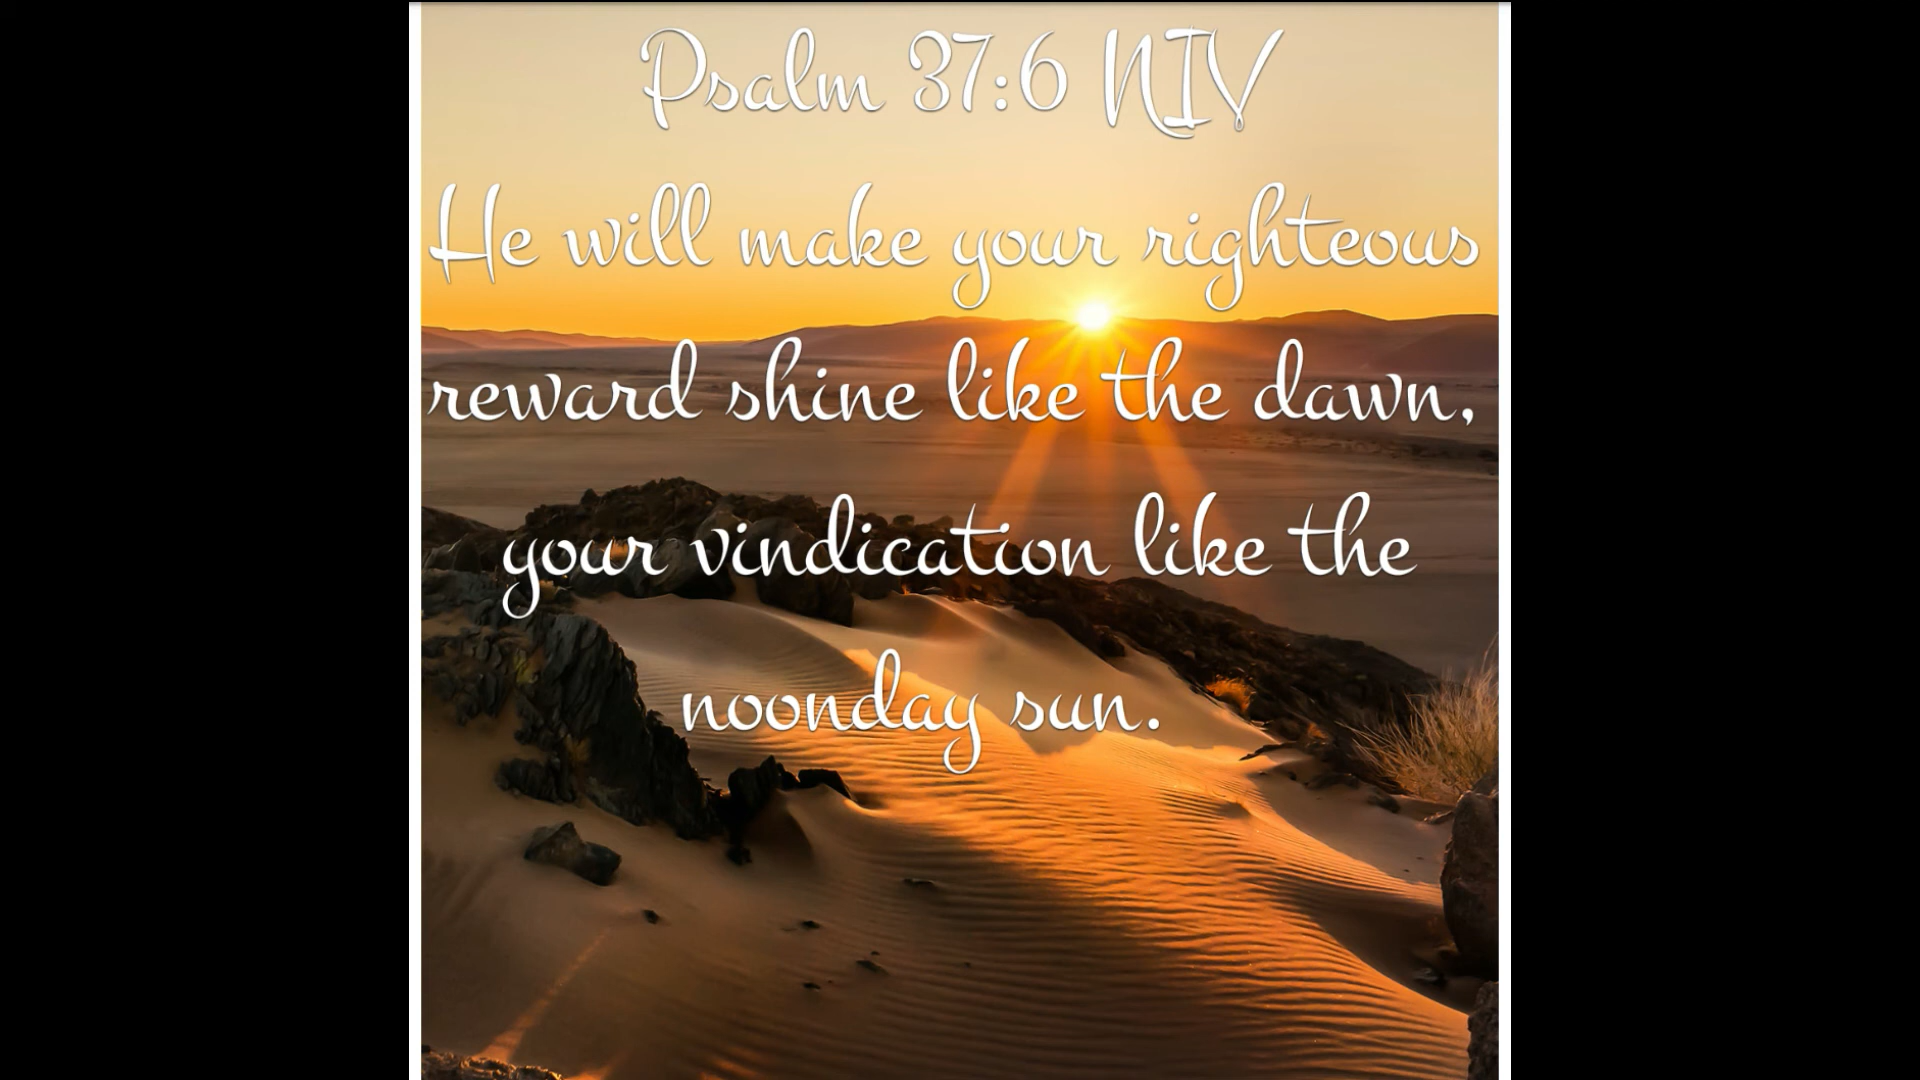 Psalm 37:6 NIV
He will make your righteous
reward shine like the dawn,
your vindication like the
noonday sun.